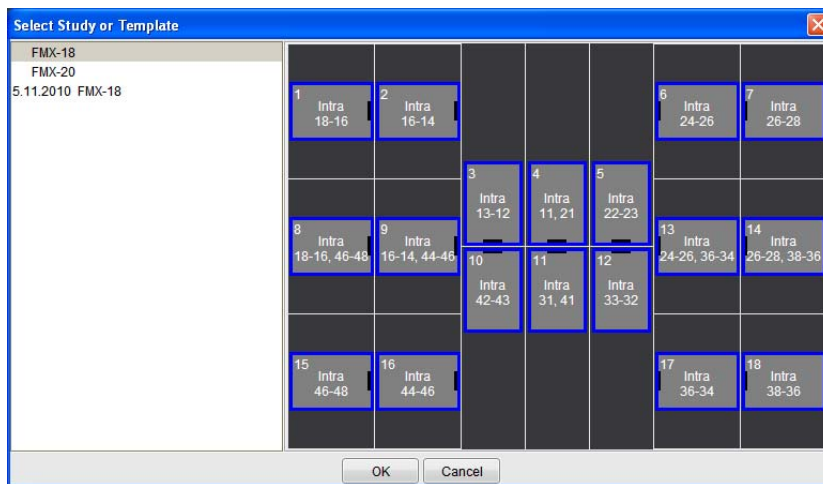 Select Study or Template
FMX-18
FMX-20
5.11.2010 FMX-18
1
Intra
18-16
2
Intra
16-14
6
Intra
24-26
7
Intra
26-28
3
Intra
13-12
4
Intra
11, 21
5
Intra
22-23
8
Intra
18-16, 46-48
9
Intra
16-14, 44-46
13
Intra
24-26, 36-34
14
Intra
26-28, 38-36
10
Intra
42-43
11
Intra
31, 41
12
Intra
33-32
15
Intra
46-48
16
Intra
44-46
17
Intra
36-34
18
Intra
38-36
OK
Cancel